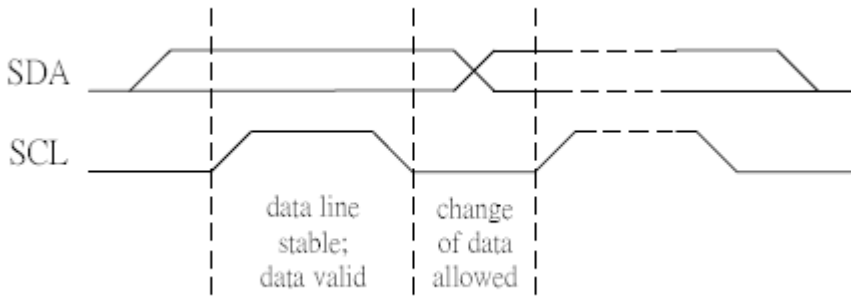 SDA
SCL
data line
stable;
data valid
change
of data
allowed